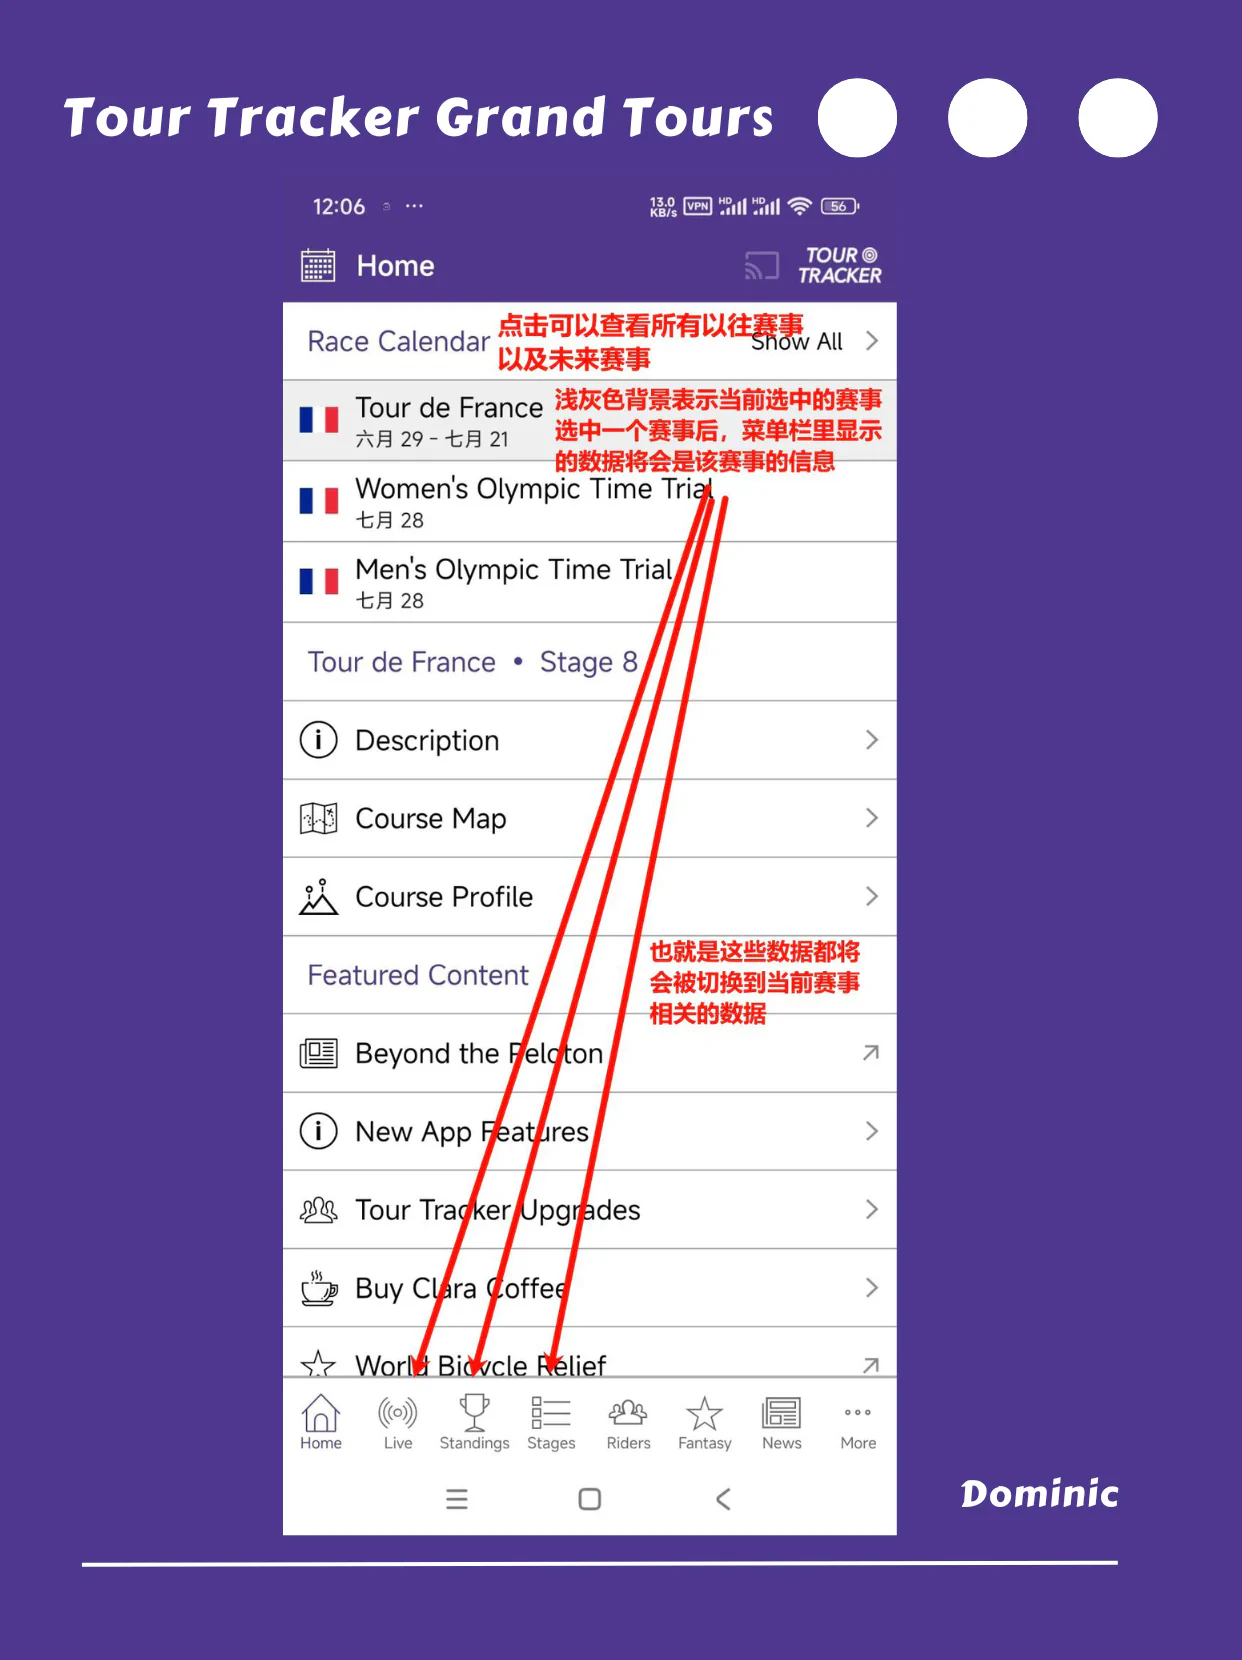 Tour Tracker Grand Tours
12:06
13.0
KB/s
VPN
HD
HD
56
Home
TOUR
TRACKER
Race Calendar
点击可以查看所有以往赛事
以及未来赛事
Show All
Tour de France
六月 29 - 七月 21
浅灰色背景表示当前选中的赛事
选中一个赛事后，菜单栏里显示
的数据将会是该赛事的信息
Women's Olympic Time Trial
七月 28
Men's Olympic Time Trial
七月 28
Tour de France • Stage 8
Description
Course Map
Course Profile
也就是这些数据都将
会被切换到当前赛事
相关的数据
Featured Content
Beyond the Peloton
New App Features
Tour Tracker Upgrades
Buy Clara Coffee
World Bicycle Relief
Home
Live
Standings
Stages
Riders
Fantasy
News
More
Dominic